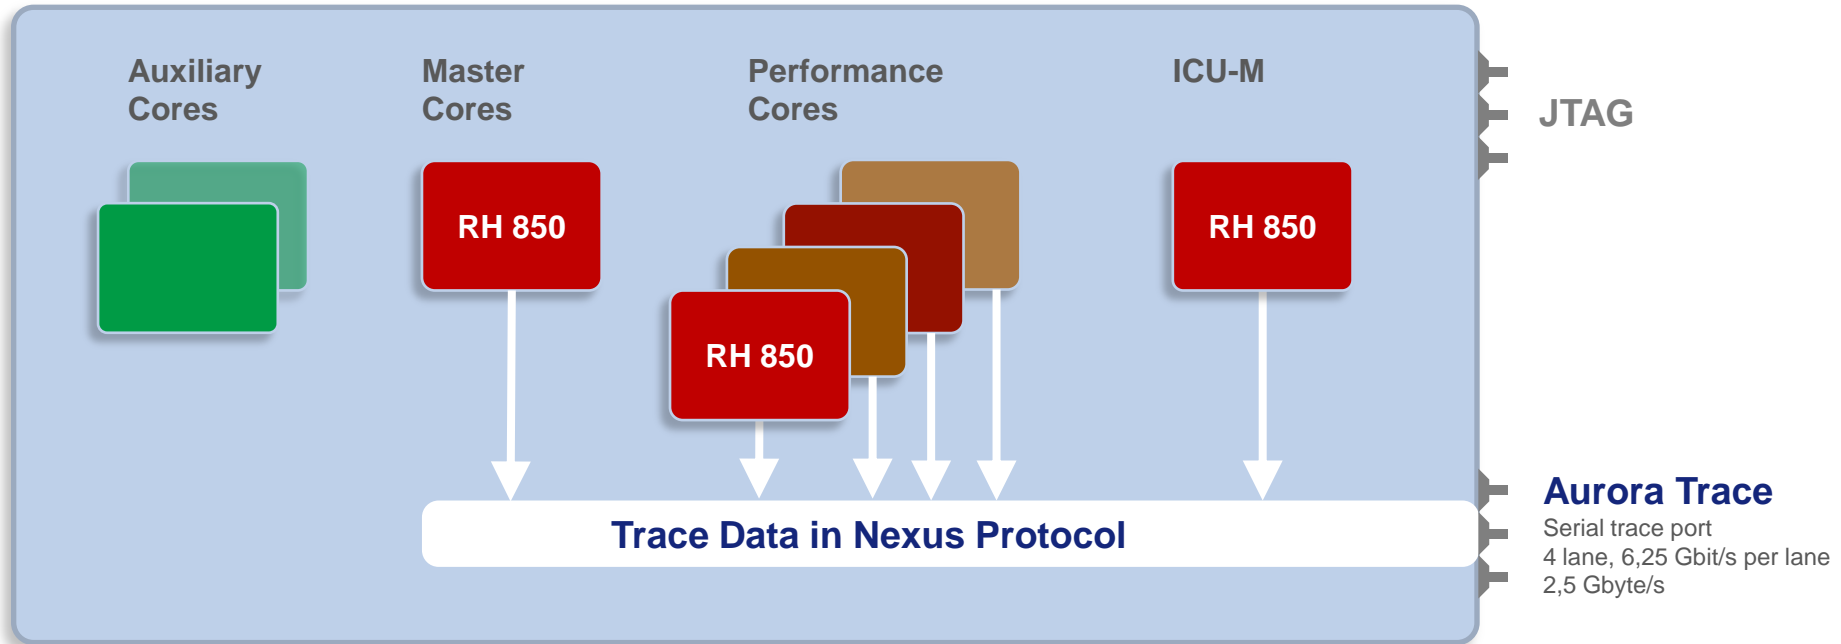 Auxiliary
Cores
Master
Cores
Performance
Cores
ICU-M
JTAG
RH 850
RH 850
RH 850
Trace Data in Nexus Protocol
Aurora Trace
Serial trace port
4 lane, 6,25 Gbit/s per lane
2,5 Gbyte/s